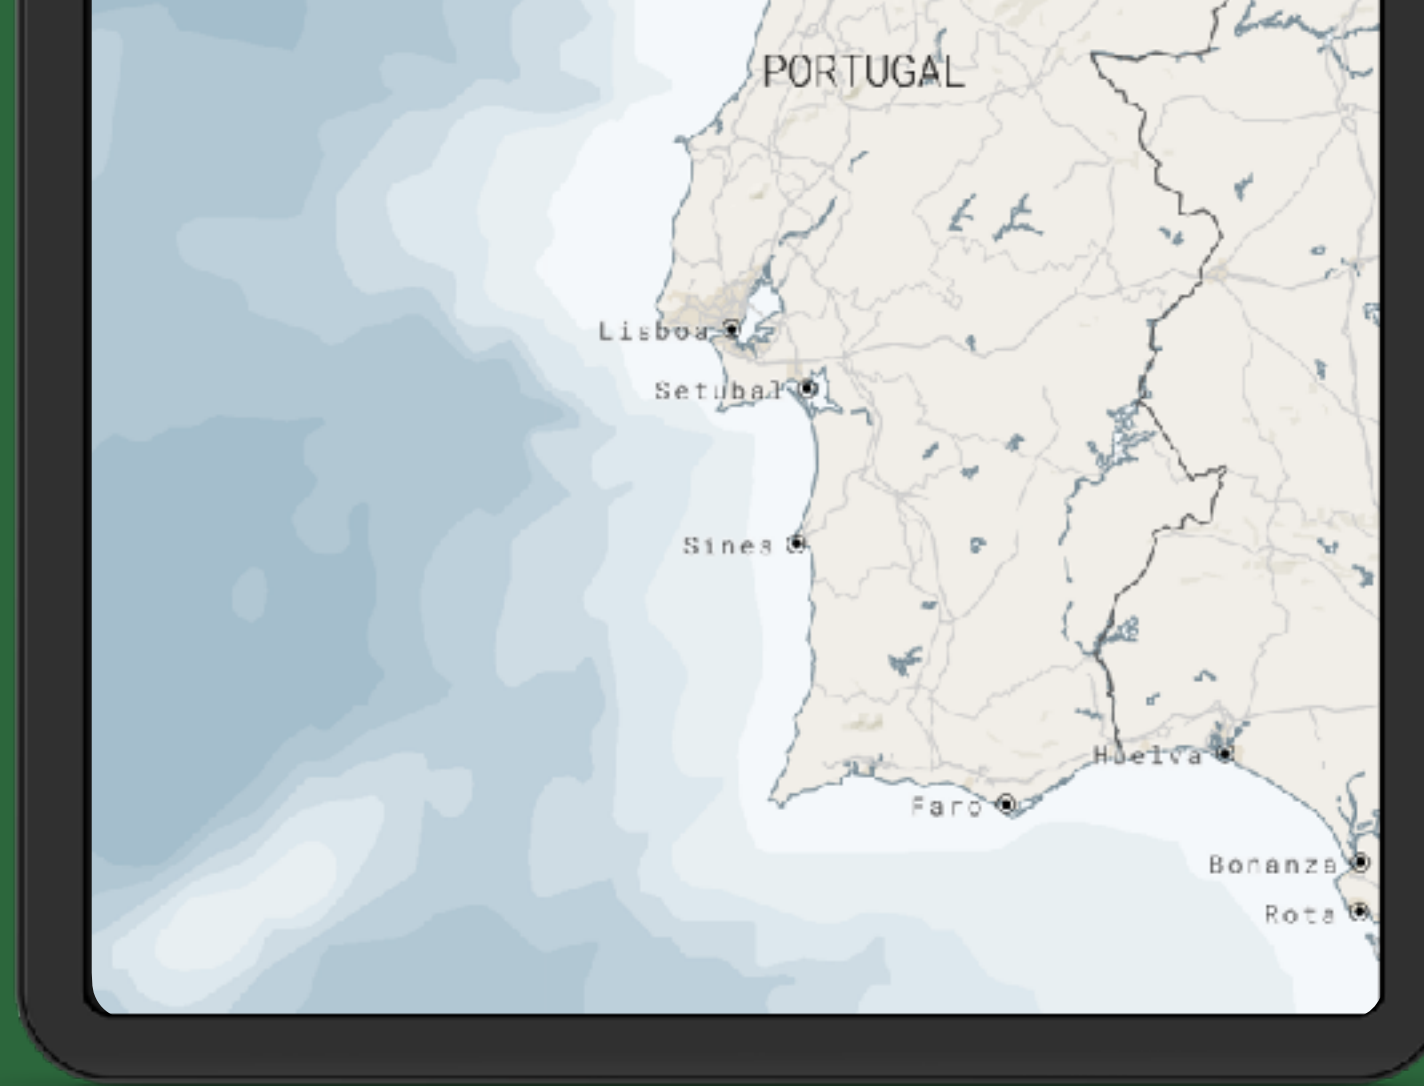 PORTUGAL
Lisboa
Setubal
Sines
Huelva
Faro
Bonanza
Rota